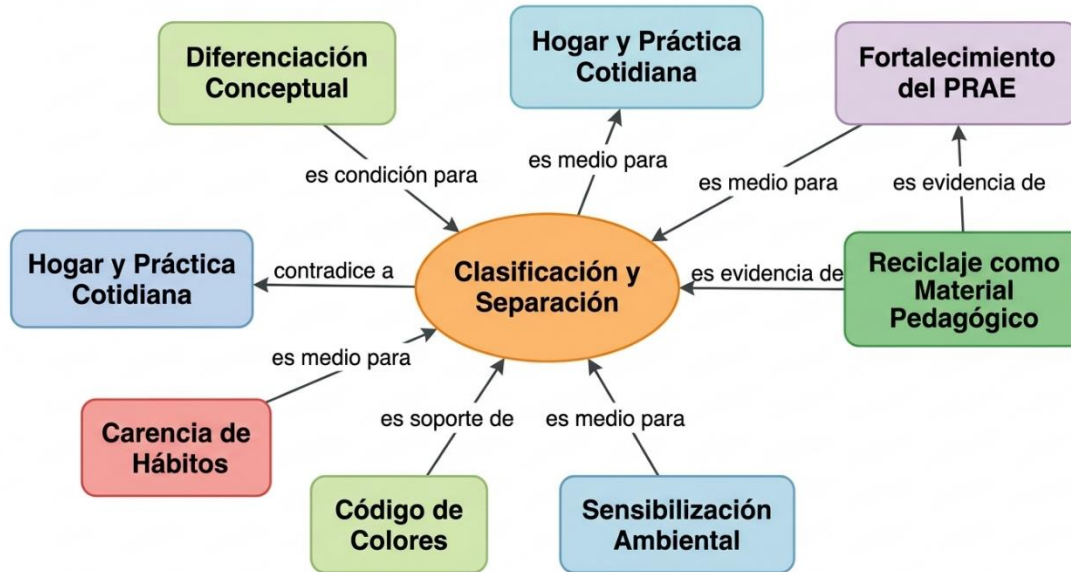 Diferenciación
Conceptual
Hogar y Práctica
Cotidiana
Fortalecimiento
del PRAE
es condición para
es medio para
es medio para
es evidencia de
Hogar y Práctica
Cotidiana
contradice a
Clasificación y
Separación
es evidencia de
Reciclaje como
Material
Pedagógico
es medio para
Carencia de
Hábitos
es soporte de
es medio para
Código de
Colores
Sensibilización
Ambiental